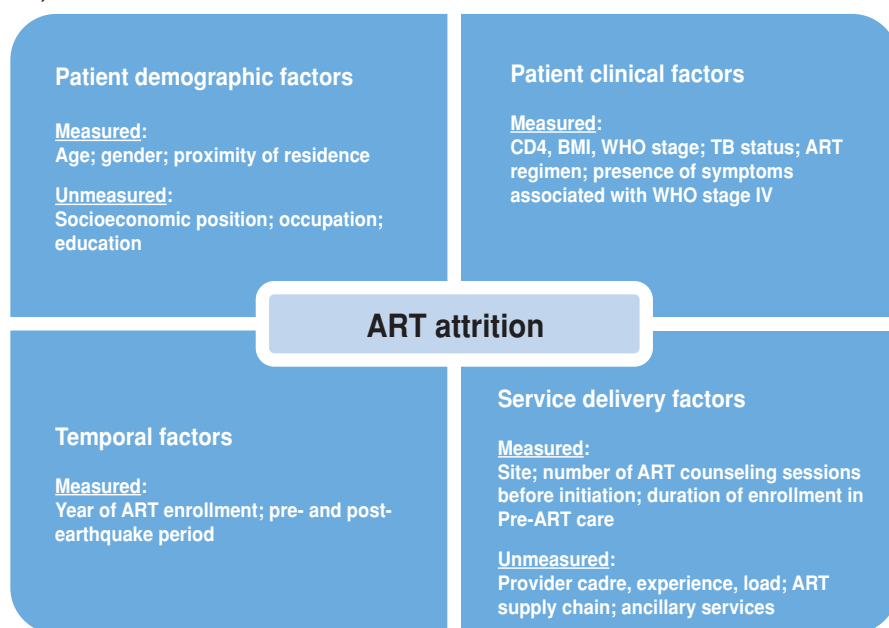 Patient demographic factors
Measured:
Age; gender; proximity of residence
Unmeasured:
Socioeconomic position; occupation;
education
Patient clinical factors
Measured:
CD4, BMI, WHO stage; TB status; ART
regimen; presence of symptoms
associated with WHO stage IV
ART attrition
Temporal factors
Measured:
Year of ART enrollment; pre- and post-
earthquake period
Service delivery factors
Measured:
Site; number of ART counseling sessions
before initiation; duration of enrollment in
Pre-ART care
Unmeasured:
Provider cadre, experience, load; ART
supply chain; ancillary services